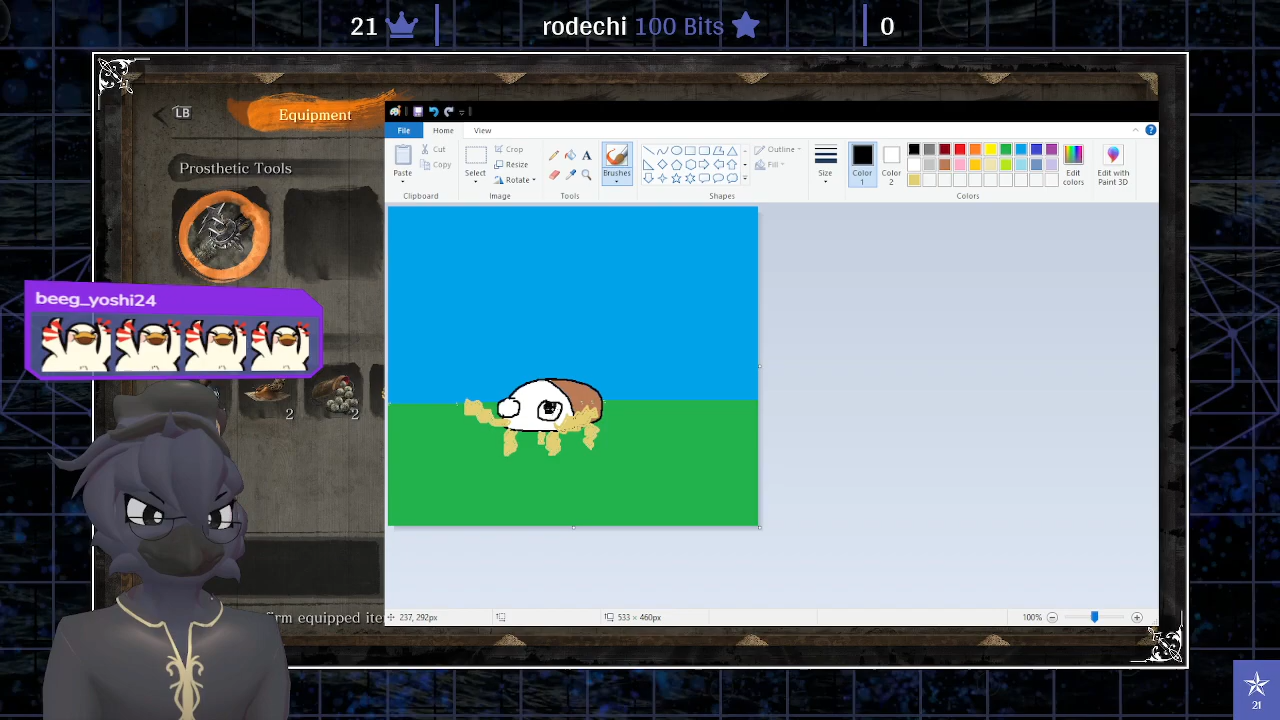 21
rodechi 100 Bits
0
LB
Equipment
Prosthetic Tools
File
Home
View
Paste
Cut
Copy
Clipboard
Select
Crop
Resize
Rotate
Image
A
Tools
Brushes
Shapes
Outline
Fill
Size
Color
1
Color
2
Edit
colors
Colors
Edit with
Paint 3D
beeg_yoshi24
2
2
firm equipped ite
237, 292px
533 × 460px
100%
21